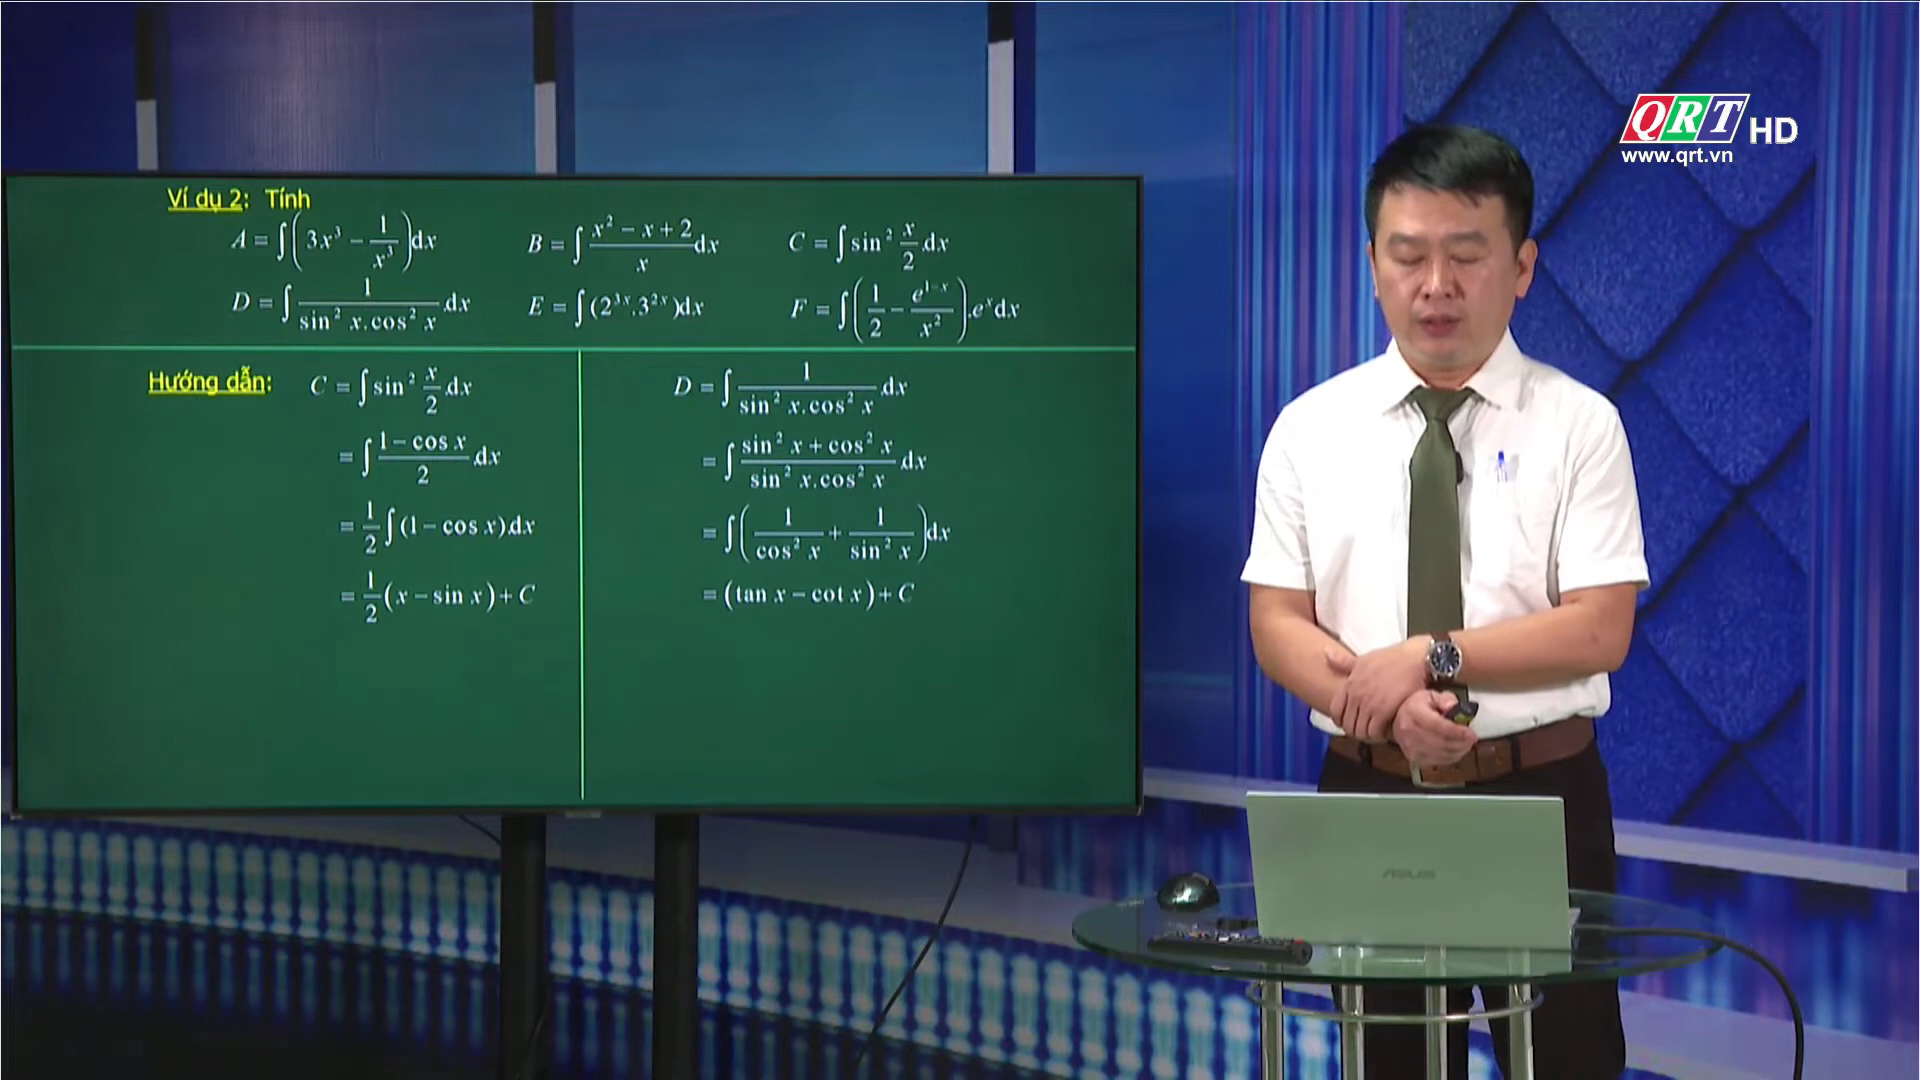 QRT HD
www.qrt.vn
Ví dụ 2: Tính
A = ∫(3x³ − 1/x³)dx B = ∫(x² − x + 2)/x dx C = ∫sin² x/2 .dx
D = ∫1/(sin² x.cos² x) .dx E = ∫(2³ˣ.3²ˣ)dx F = ∫(1/2 − e¹⁻ˣ/x²).eˣdx
Hướng dẫn: C = ∫sin² x/2 .dx
= ∫(1 − cos x)/2 .dx
= 1/2 ∫(1 − cos x).dx
= 1/2 (x − sin x) + C
D = ∫1/(sin² x.cos² x) .dx
= ∫(sin² x + cos² x)/(sin² x.cos² x) .dx
= ∫(1/cos² x + 1/sin² x)dx
= (tan x − cot x) + C
ASUS